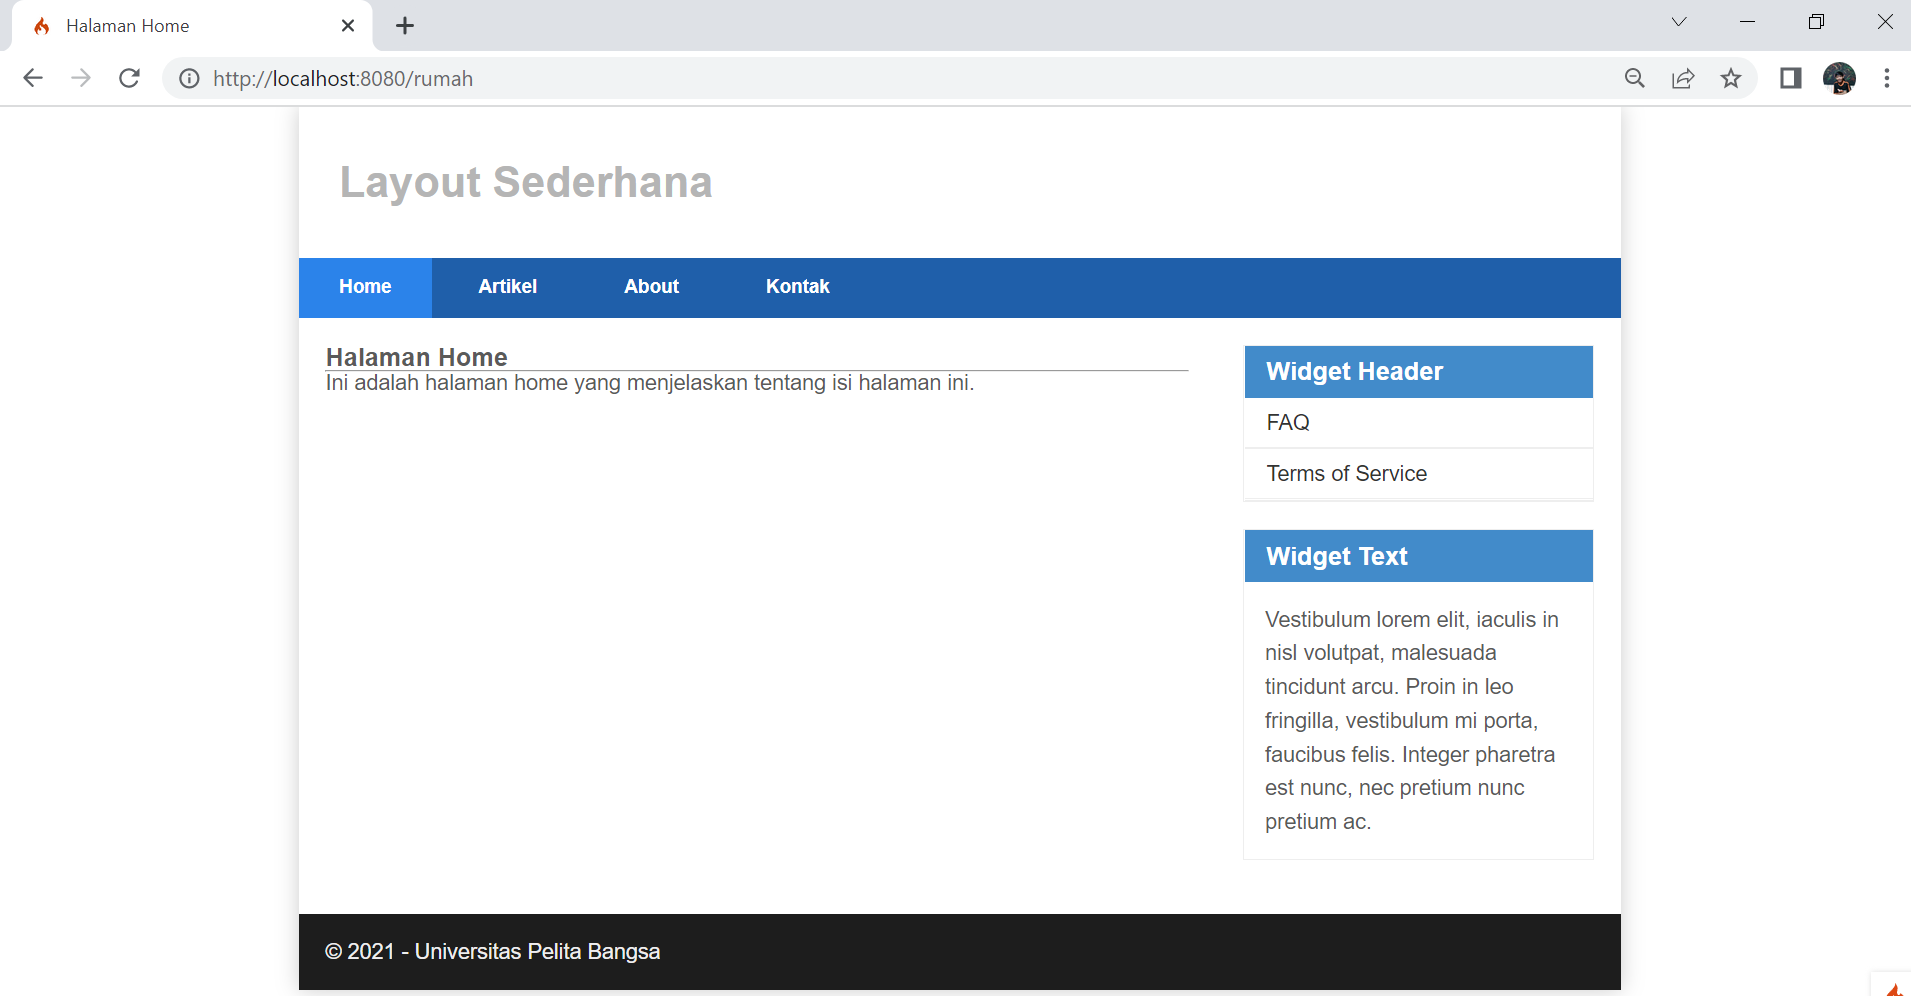 Halaman Home
http://localhost:8080/rumah
Layout Sederhana
Home Artikel About Kontak
Halaman Home
Ini adalah halaman home yang menjelaskan tentang isi halaman ini.
Widget Header
FAQ
Terms of Service
Widget Text
Vestibulum lorem elit, iaculis in
nisl volutpat, malesuada
tincidunt arcu. Proin in leo
fringilla, vestibulum mi porta,
faucibus felis. Integer pharetra
est nunc, nec pretium nunc
pretium ac.
© 2021 - Universitas Pelita Bangsa